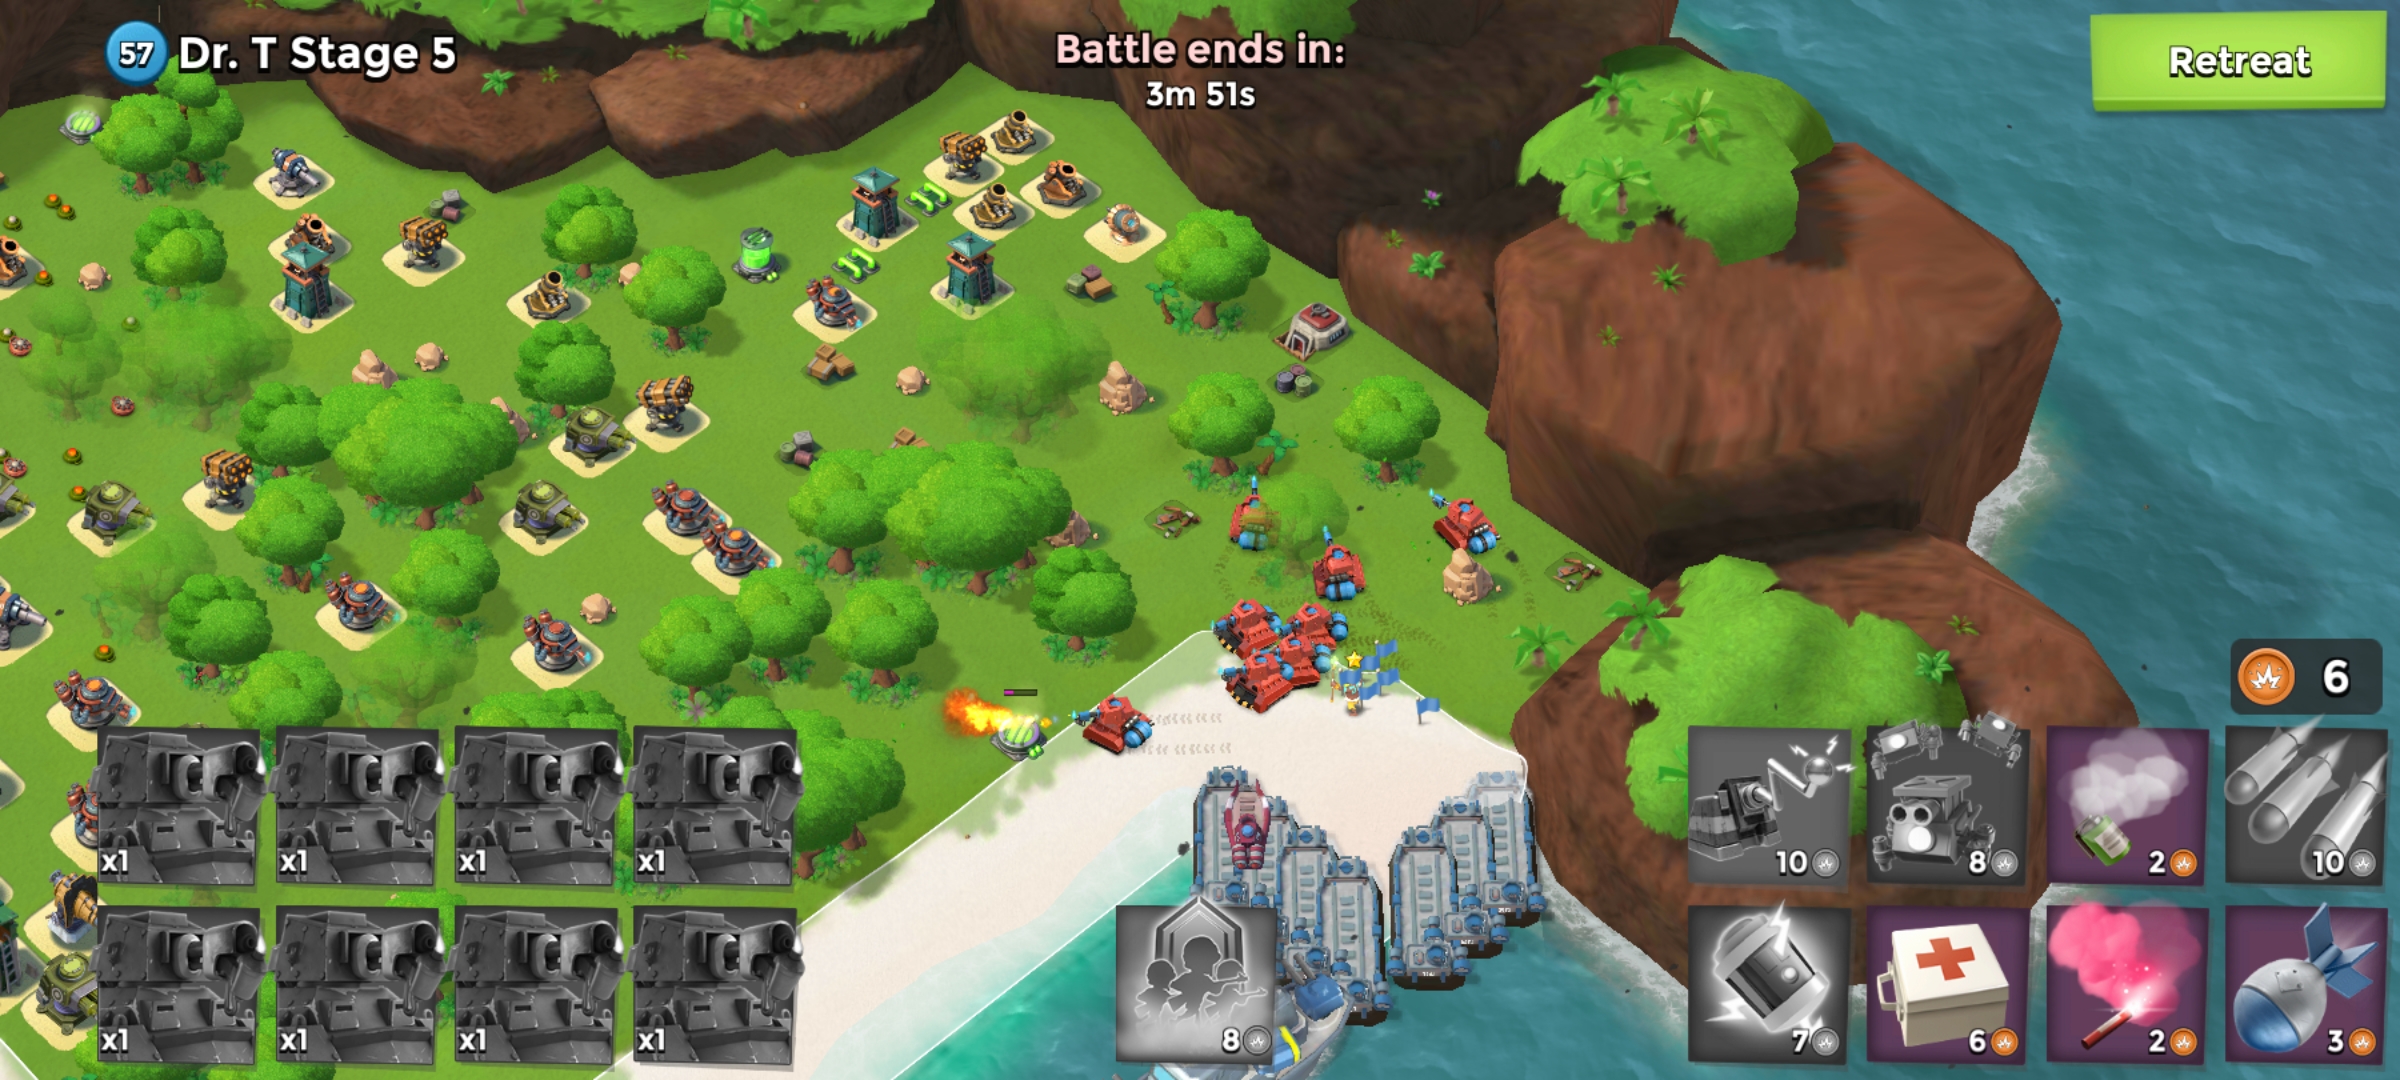 57 Dr. T Stage 5
Battle ends in:
3m 51s
Retreat
6
x1 x1 x1 x1
10 8 2 10
x1 x1 x1 x1
8
7 6 2 3